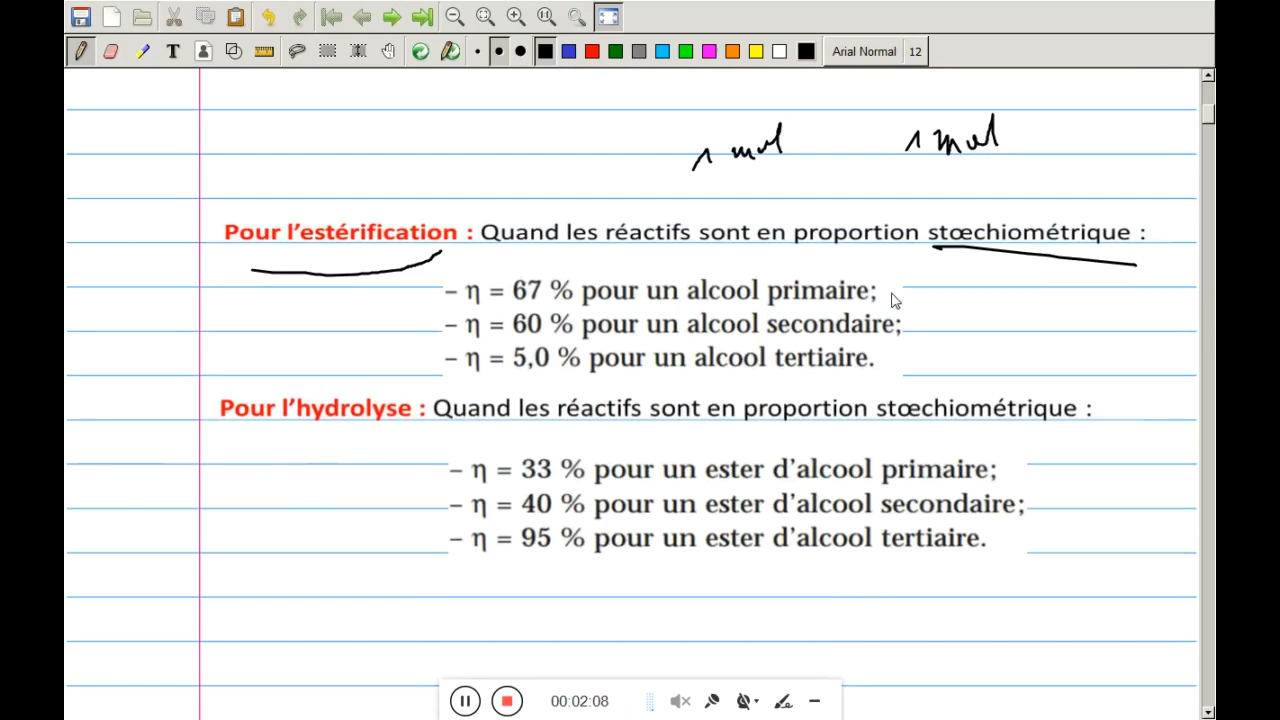 Arial Normal 12
1 mol 1 mol
Pour l'estérification : Quand les réactifs sont en proportion stœchiométrique :
– η = 67 % pour un alcool primaire;
– η = 60 % pour un alcool secondaire;
– η = 5,0 % pour un alcool tertiaire.
Pour l'hydrolyse : Quand les réactifs sont en proportion stœchiométrique :
– η = 33 % pour un ester d'alcool primaire;
– η = 40 % pour un ester d'alcool secondaire;
– η = 95 % pour un ester d'alcool tertiaire.
00:02:08